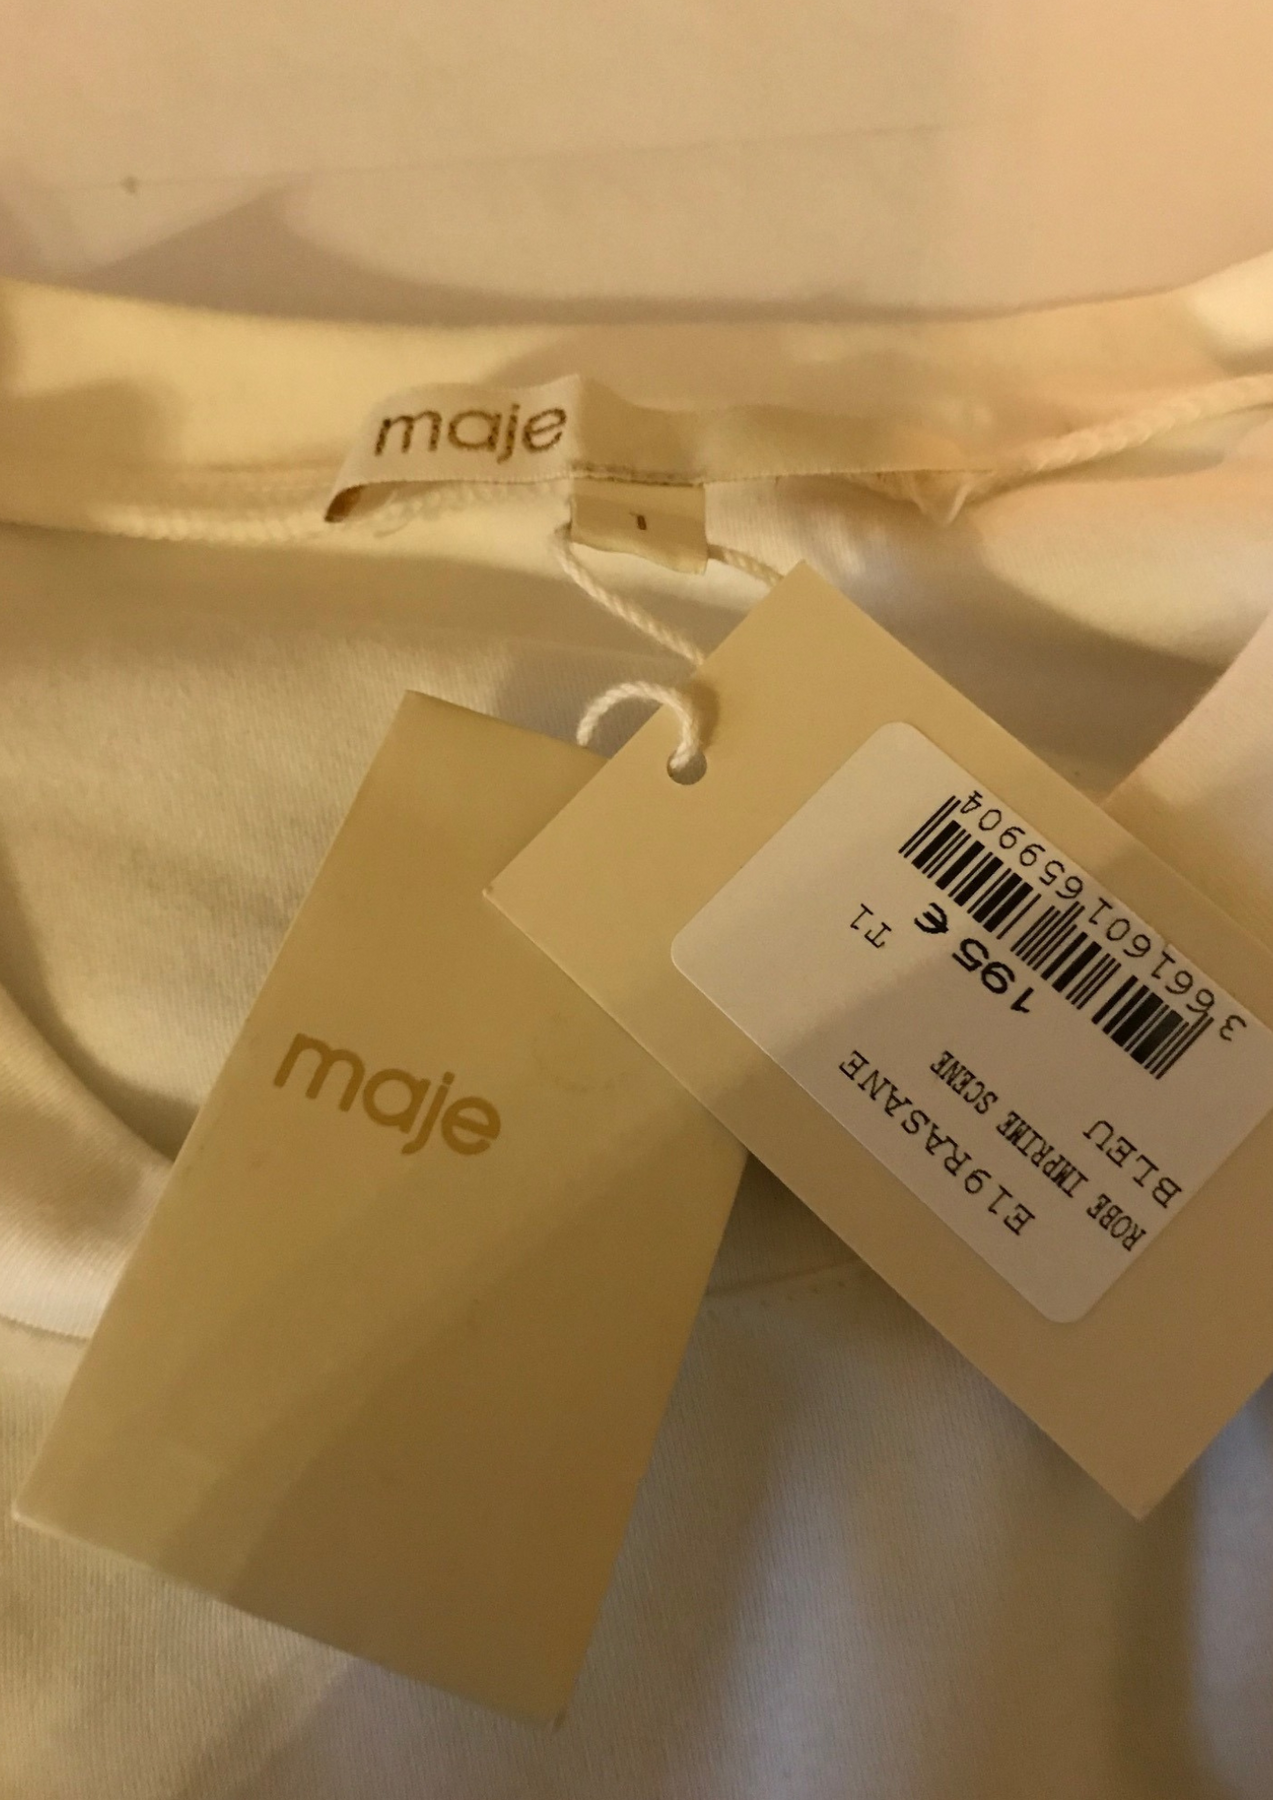 maje
1
maje
E19RASANE
ROBE IMPRIME SCENE
BLEU
195 €
T1
3661601659904